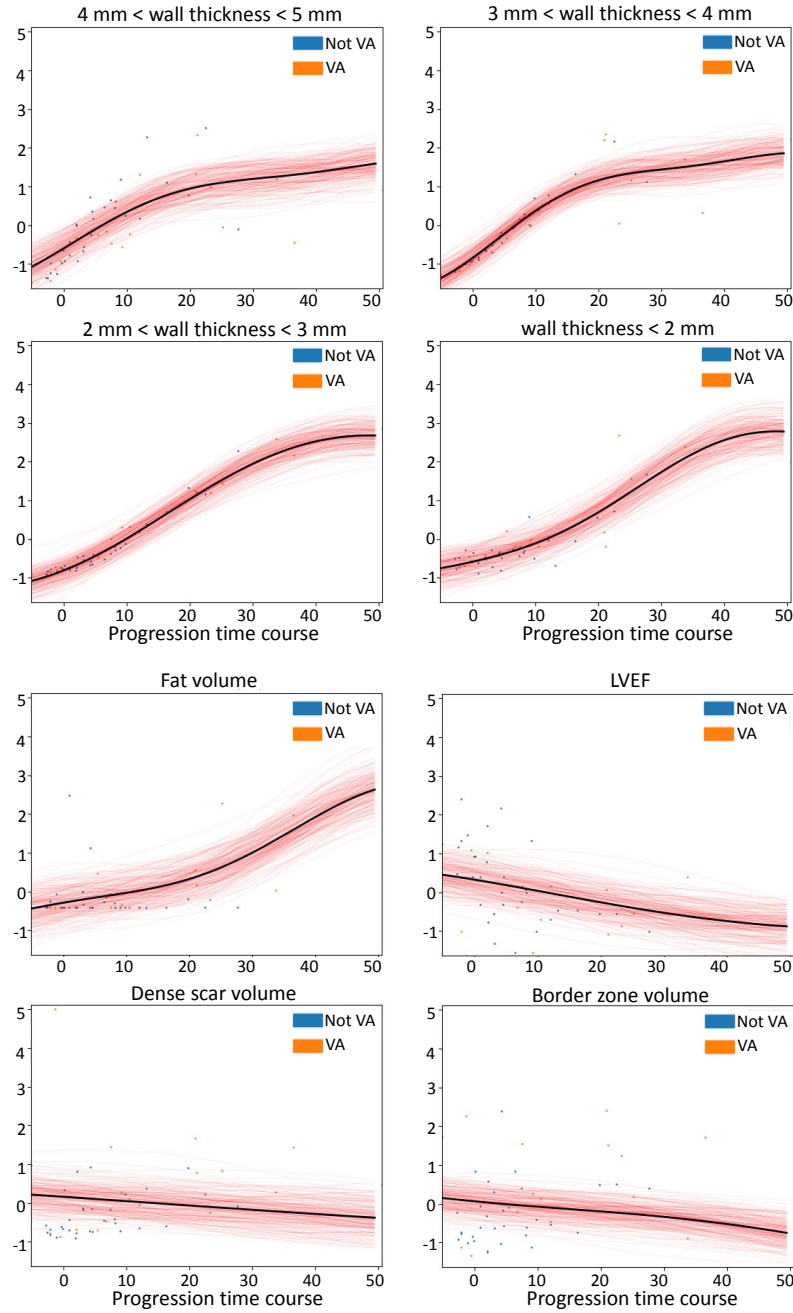 4 mm < wall thickness < 5 mm
5
4
3
2
1
0
-1
Not VA
VA
0 10 20 30 40 50
3 mm < wall thickness < 4 mm
5
4
3
2
1
0
-1
Not VA
VA
0 10 20 30 40 50
2 mm < wall thickness < 3 mm
5
4
3
2
1
0
-1
Not VA
VA
0 10 20 30 40 50
Progression time course
wall thickness < 2 mm
5
4
3
2
1
0
-1
Not VA
VA
0 10 20 30 40 50
Progression time course
Fat volume
5
4
3
2
1
0
-1
Not VA
VA
0 10 20 30 40 50
LVEF
5
4
3
2
1
0
-1
Not VA
VA
0 10 20 30 40 50
Dense scar volume
5
4
3
2
1
0
-1
Not VA
VA
0 10 20 30 40 50
Progression time course
Border zone volume
5
4
3
2
1
0
-1
Not VA
VA
0 10 20 30 40 50
Progression time course